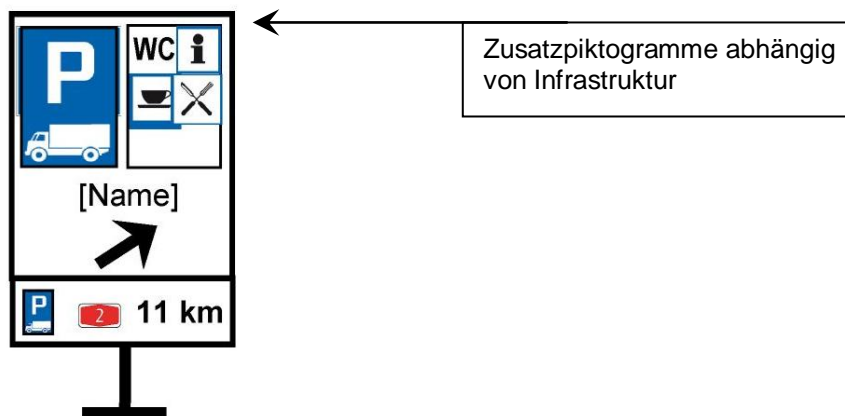 P
WC i
[Name]
P 2 11 km
Zusatzpiktogramme abhängig
von Infrastruktur